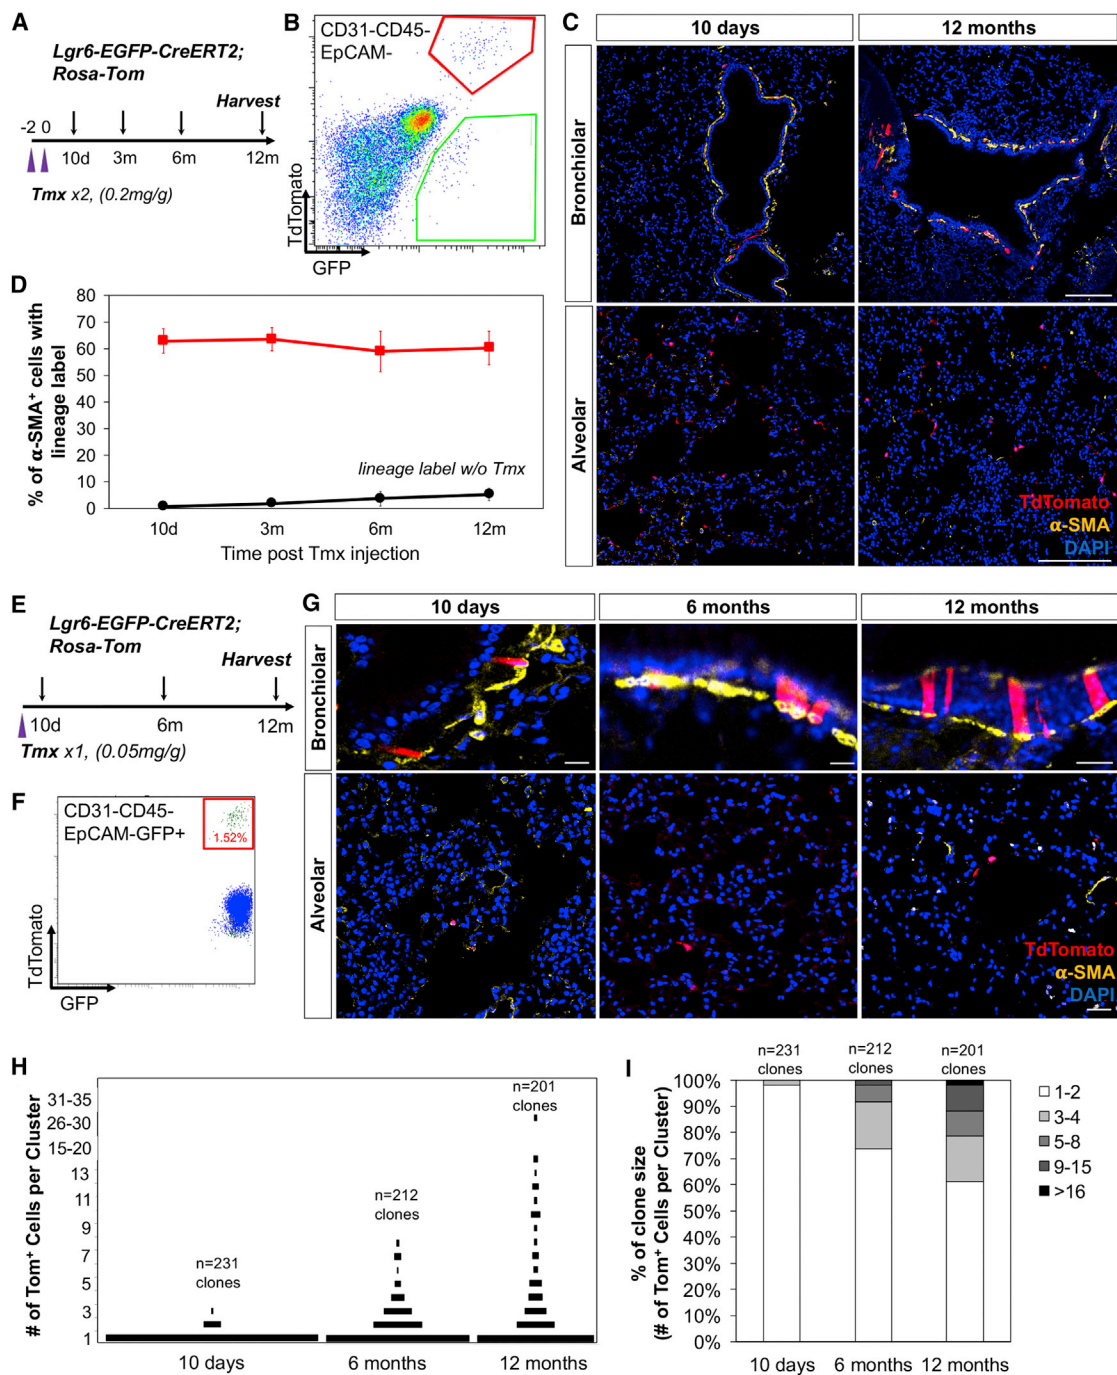 A
Lgr6-EGFP-CreERT2;
Rosa-Tom
Harvest
-2 0
10d 3m 6m 12m
Tmx x2, (0.2mg/g)
B
CD31-CD45-
EpCAM-
TdTomato
GFP
C
10 days
12 months
Bronchiolar
Alveolar
TdTomato
α-SMA
DAPI
D
% of α-SMA⁺ cells with
lineage label
80
70
60
50
40
30
20
10
0
lineage label w/o Tmx
10d 3m 6m 12m
Time post Tmx injection
E
Lgr6-EGFP-CreERT2;
Rosa-Tom
Harvest
10d 6m 12m
Tmx x1, (0.05mg/g)
F
CD31-CD45-
EpCAM-GFP+
1.52%
TdTomato
GFP
G
10 days
6 months
12 months
Bronchiolar
Alveolar
TdTomato
α-SMA
DAPI
H
# of Tom⁺ Cells per Cluster
31-35
26-30
15-20
13
11
9
7
5
3
1
n=231
clones
n=212
clones
n=201
clones
10 days 6 months 12 months
I
% of clone size
(# of Tom⁺ Cells per Cluster)
n=231
clones
n=212
clones
n=201
clones
100%
90%
80%
70%
60%
50%
40%
30%
20%
10%
0%
10 days 6 months 12 months
1-2
3-4
5-8
9-15
>16